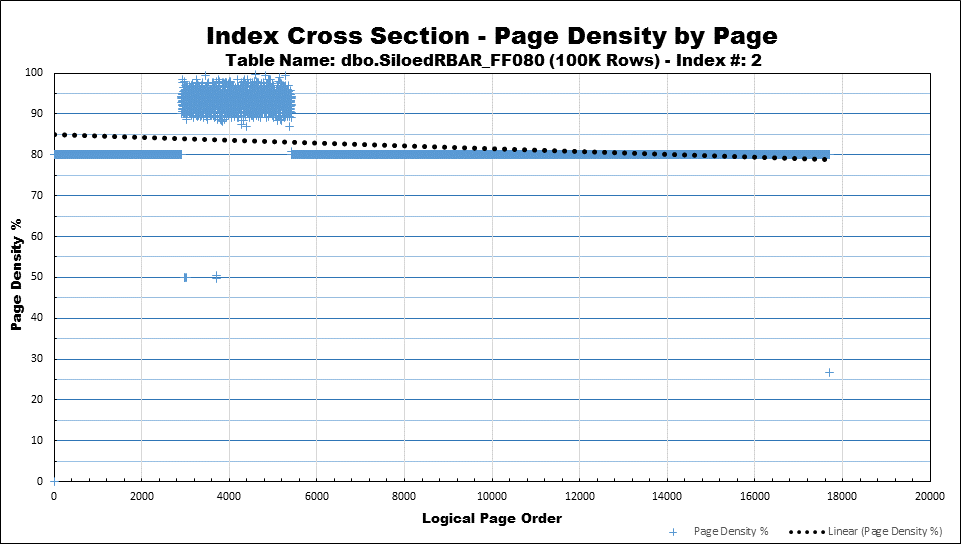 Index Cross Section - Page Density by Page
Table Name: dbo.SiloedRBAR_FF080 (100K Rows) - Index #: 2
100
90
80
70
60
50
40
30
20
10
0
Page Density %
0 2000 4000 6000 8000 10000 12000 14000 16000 18000 20000
Logical Page Order
Page Density % Linear (Page Density %)